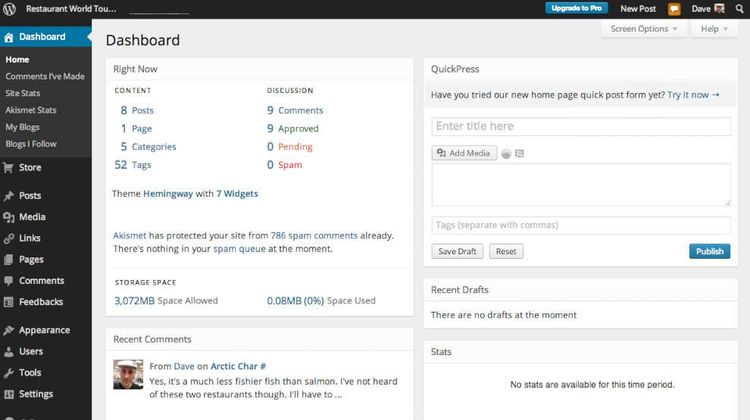 Restaurant World Tou...
Upgrade to Pro
New Post
Dave
Dashboard
Home
Comments I've Made
Site Stats
Akismet Stats
My Blogs
Blogs I Follow
Store
Posts
Media
Links
Pages
Comments
Feedbacks
Appearance
Users
Tools
Settings
Screen Options
Help
Dashboard
Right Now
CONTENT
DISCUSSION
8 Posts
9 Comments
1 Page
9 Approved
5 Categories
0 Pending
52 Tags
0 Spam
Theme Hemingway with 7 Widgets
Akismet has protected your site from 786 spam comments already.
There's nothing in your spam queue at the moment.
STORAGE SPACE
3,072MB Space Allowed
0.08MB (0%) Space Used
Recent Comments
From Dave on Arctic Char #
Yes, it's a much less fishier fish than salmon. I've not heard
of these two restaurants though. I'll have to ...
QuickPress
Have you tried our new home page quick post form yet? Try it now →
Enter title here
Add Media
Tags (separate with commas)
Save Draft
Reset
Publish
Recent Drafts
There are no drafts at the moment
Stats
No stats are available for this time period.